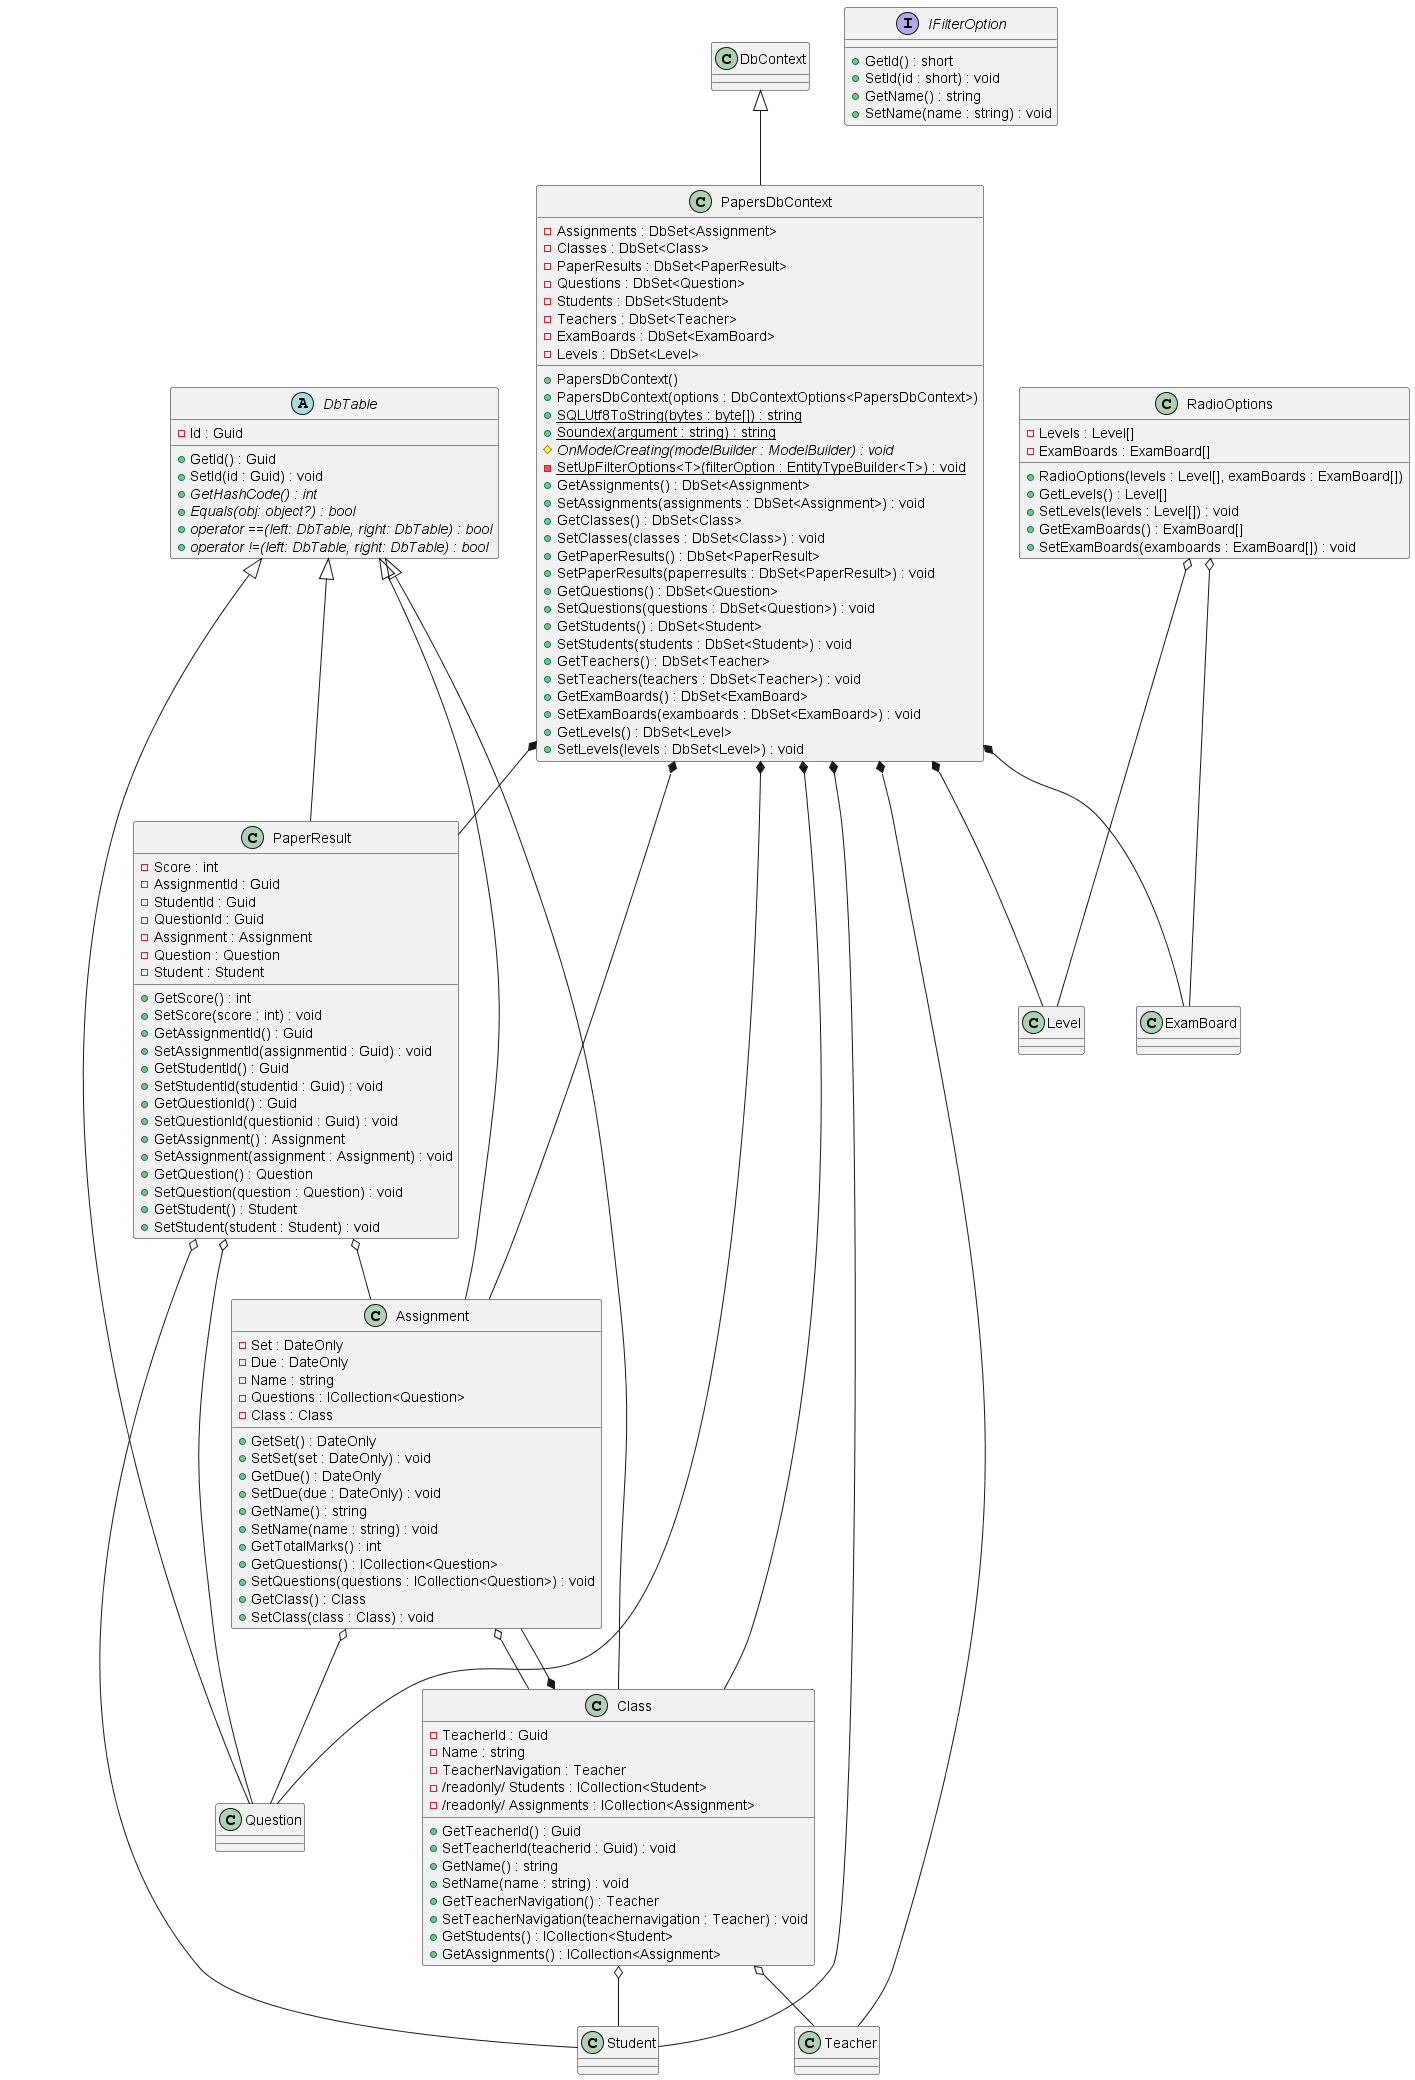 DbContext
IFilterOption
GetId() : short
SetId(id : short) : void
GetName() : string
SetName(name : string) : void
PapersDbContext
Assignments : DbSet<Assignment>
Classes : DbSet<Class>
PaperResults : DbSet<PaperResult>
Questions : DbSet<Question>
Students : DbSet<Student>
Teachers : DbSet<Teacher>
ExamBoards : DbSet<ExamBoard>
Levels : DbSet<Level>
PapersDbContext()
PapersDbContext(options : DbContextOptions<PapersDbContext>)
SQLUtf8ToString(bytes : byte[]) : string
Soundex(argument : string) : string
OnModelCreating(modelBuilder : ModelBuilder) : void
SetUpFilterOptions<T>(filterOption : EntityTypeBuilder<T>) : void
GetAssignments() : DbSet<Assignment>
SetAssignments(assignments : DbSet<Assignment>) : void
GetClasses() : DbSet<Class>
SetClasses(classes : DbSet<Class>) : void
GetPaperResults() : DbSet<PaperResult>
SetPaperResults(paperresults : DbSet<PaperResult>) : void
GetQuestions() : DbSet<Question>
SetQuestions(questions : DbSet<Question>) : void
GetStudents() : DbSet<Student>
SetStudents(students : DbSet<Student>) : void
GetTeachers() : DbSet<Teacher>
SetTeachers(teachers : DbSet<Teacher>) : void
GetExamBoards() : DbSet<ExamBoard>
SetExamBoards(examboards : DbSet<ExamBoard>) : void
GetLevels() : DbSet<Level>
SetLevels(levels : DbSet<Level>) : void
DbTable
Id : Guid
GetId() : Guid
SetId(id : Guid) : void
GetHashCode() : int
Equals(obj: object?) : bool
operator ==(left: DbTable, right: DbTable) : bool
operator !=(left: DbTable, right: DbTable) : bool
RadioOptions
Levels : Level[]
ExamBoards : ExamBoard[]
RadioOptions(levels : Level[], examBoards : ExamBoard[])
GetLevels() : Level[]
SetLevels(levels : Level[]) : void
GetExamBoards() : ExamBoard[]
SetExamBoards(examboards : ExamBoard[]) : void
PaperResult
Score : int
AssignmentId : Guid
StudentId : Guid
QuestionId : Guid
Assignment : Assignment
Question : Question
Student : Student
GetScore() : int
SetScore(score : int) : void
GetAssignmentId() : Guid
SetAssignmentId(assignmentid : Guid) : void
GetStudentId() : Guid
SetStudentId(studentid : Guid) : void
GetQuestionId() : Guid
SetQuestionId(questionid : Guid) : void
GetAssignment() : Assignment
SetAssignment(assignment : Assignment) : void
GetQuestion() : Question
SetQuestion(question : Question) : void
GetStudent() : Student
SetStudent(student : Student) : void
Level
ExamBoard
Assignment
Set : DateOnly
Due : DateOnly
Name : string
Questions : ICollection<Question>
Class : Class
GetSet() : DateOnly
SetSet(set : DateOnly) : void
GetDue() : DateOnly
SetDue(due : DateOnly) : void
GetName() : string
SetName(name : string) : void
GetTotalMarks() : int
GetQuestions() : ICollection<Question>
SetQuestions(questions : ICollection<Question>) : void
GetClass() : Class
SetClass(class : Class) : void
Class
TeacherId : Guid
Name : string
TeacherNavigation : Teacher
/readonly/ Students : ICollection<Student>
/readonly/ Assignments : ICollection<Assignment>
GetTeacherId() : Guid
SetTeacherId(teacherid : Guid) : void
GetName() : string
SetName(name : string) : void
GetTeacherNavigation() : Teacher
SetTeacherNavigation(teachernavigation : Teacher) : void
GetStudents() : ICollection<Student>
GetAssignments() : ICollection<Assignment>
Question
Student
Teacher